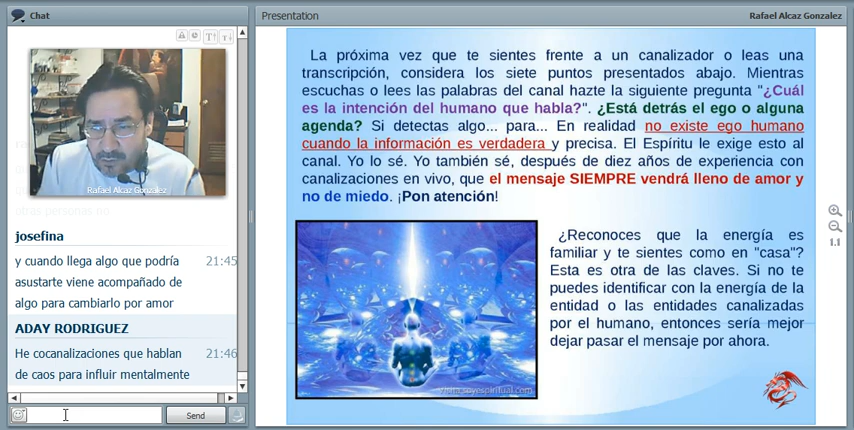 Chat
Rafael Alcaz González
otras personas no
josefina
y cuando llega algo que podría 21:45
asustarte viene acompañado de
algo para cambiarlo por amor
ADAY RODRIGUEZ
He cocanalizaciones que hablan 21:46
de caos para influir mentalmente
Send
Presentation
Rafael Alcaz Gonzalez
La próxima vez que te sientes frente a un canalizador o leas una
transcripción, considera los siete puntos presentados abajo. Mientras
escuchas o lees las palabras del canal hazte la siguiente pregunta "¿Cuál
es la intención del humano que habla?". ¿Está detrás el ego o alguna
agenda? Si detectas algo... para... En realidad no existe ego humano
cuando la información es verdadera y precisa. El Espíritu le exige esto al
canal. Yo lo sé. Yo también sé, después de diez años de experiencia con
canalizaciones en vivo, que el mensaje SIEMPRE vendrá lleno de amor y
no de miedo. ¡Pon atención!
¿Reconoces que la energía es
familiar y te sientes como en "casa"?
Esta es otra de las claves. Si no te
puedes identificar con la energía de la
entidad o las entidades canalizadas
por el humano, entonces sería mejor
dejar pasar el mensaje por ahora.
1.1